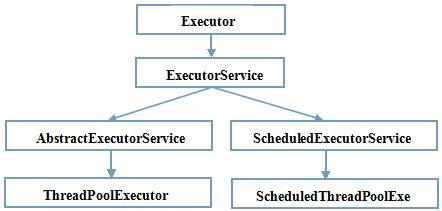 Executor
ExecutorService
AbstractExecutorService
ScheduledExecutorService
ThreadPoolExecutor
ScheduledThreadPoolExe